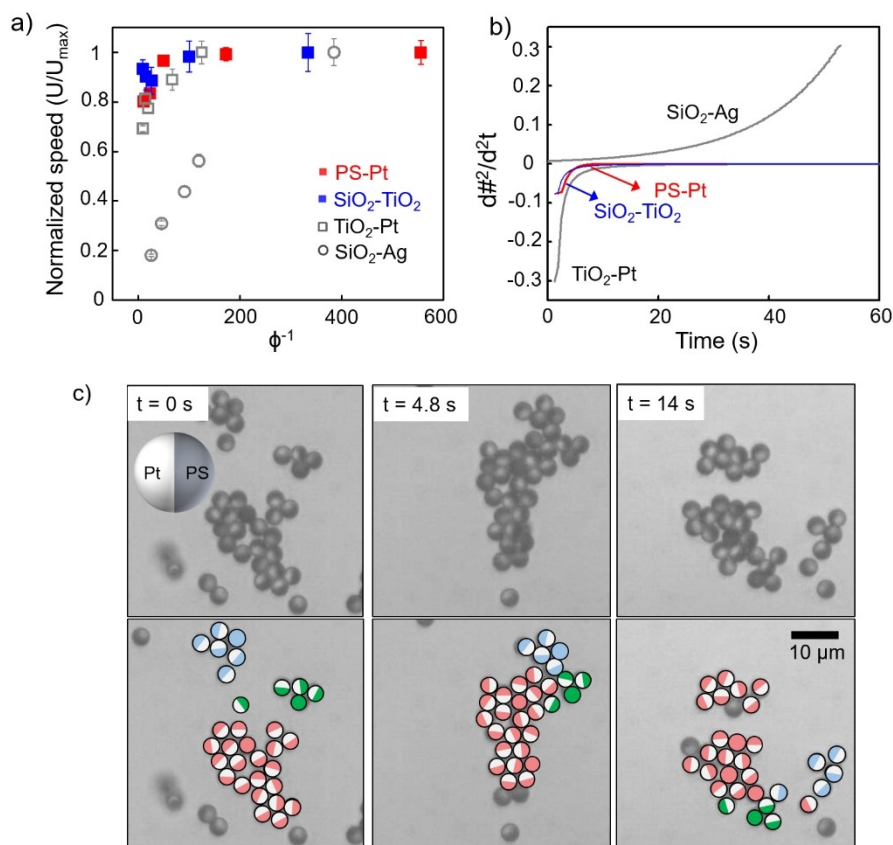 a)
Normalized speed (U/U_max)
1
0.8
0.6
0.4
0.2
0
0
200
400
600
ϕ⁻¹
PS-Pt
SiO₂-TiO₂
TiO₂-Pt
SiO₂-Ag
b)
d#²/d²t
0.3
0.2
0.1
0
-0.1
-0.2
-0.3
0
20
40
60
Time (s)
SiO₂-Ag
PS-Pt
SiO₂-TiO₂
TiO₂-Pt
c)
t = 0 s
t = 4.8 s
t = 14 s
Pt
PS
10 µm